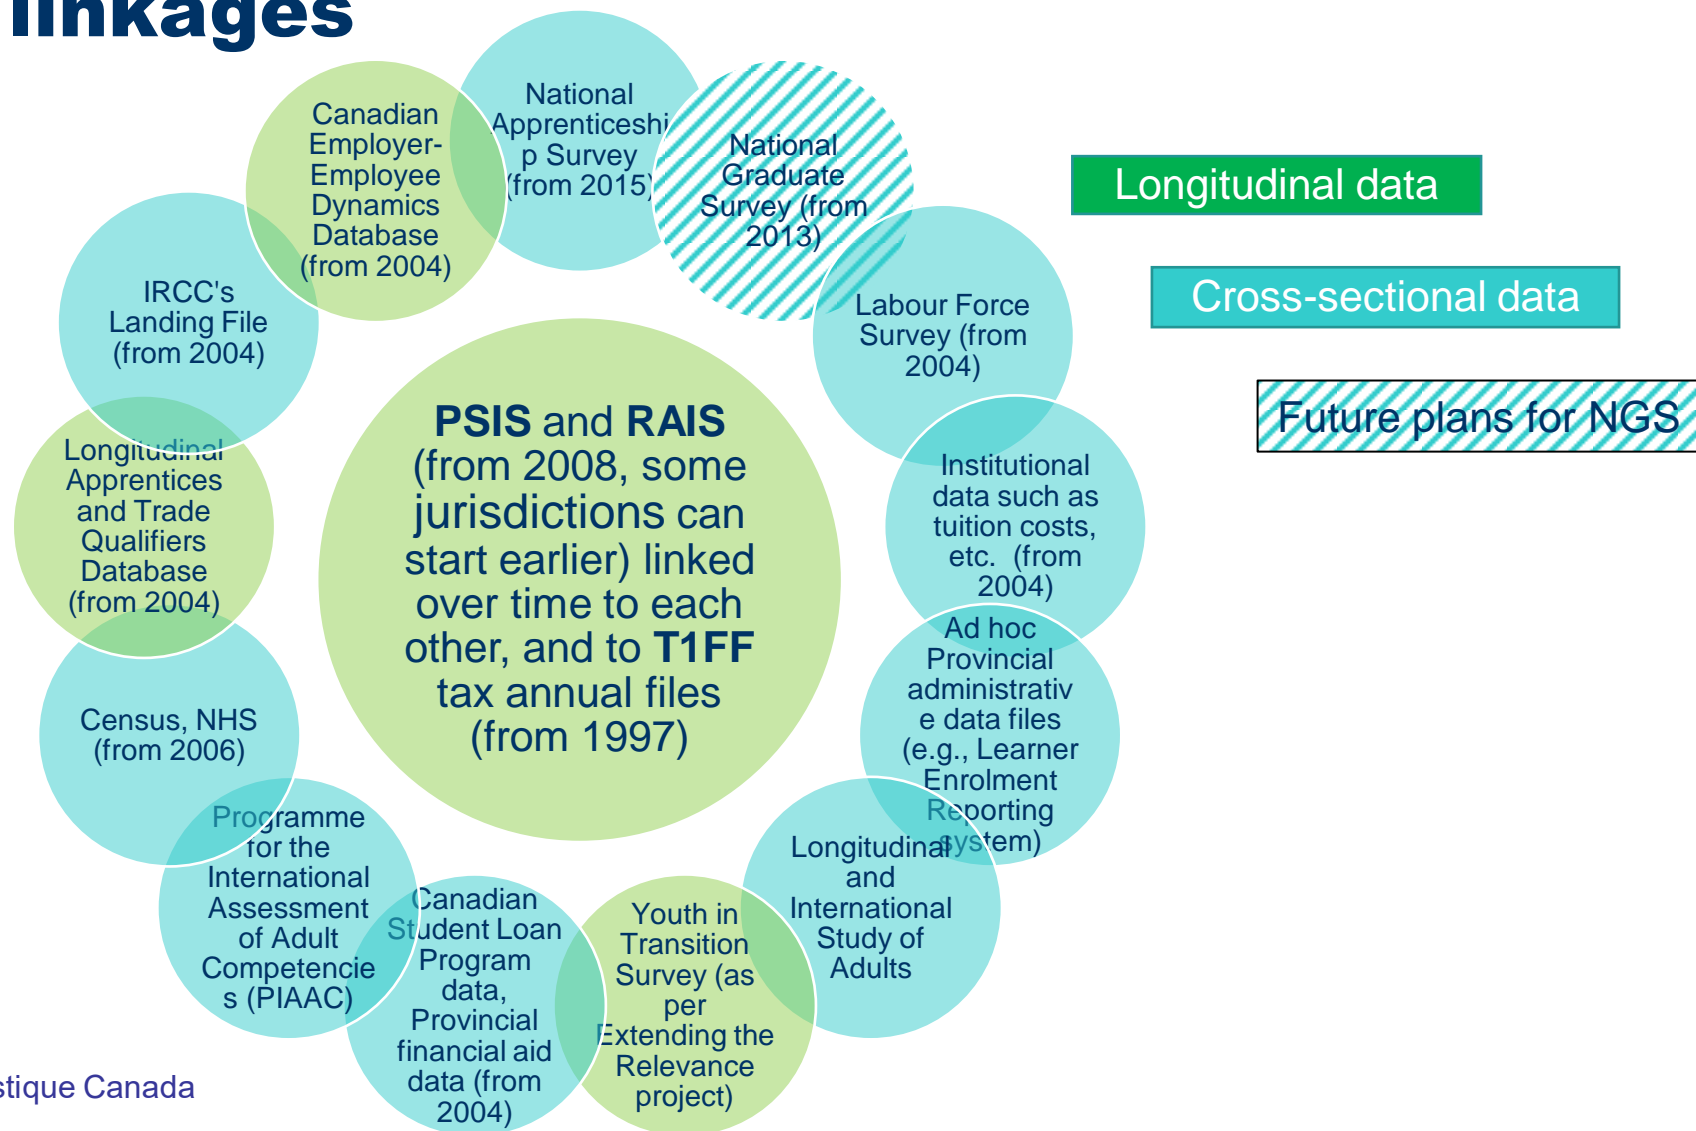 linkages
National
Apprenticeshi
p Survey
(from 2015)
Canadian
Employer-
Employee
Dynamics
Database
(from 2004)
National
Graduate
Survey (from
2013)
Longitudinal data
Cross-sectional data
Future plans for NGS
IRCC's
Landing File
(from 2004)
Labour Force
Survey (from
2004)
PSIS and RAIS
(from 2008, some
jurisdictions can
start earlier) linked
over time to each
other, and to T1FF
tax annual files
(from 1997)
Longitudinal
Apprentices
and Trade
Qualifiers
Database
(from 2004)
Institutional
data such as
tuition costs,
etc. (from
2004)
Ad hoc
Provincial
administrativ
e data files
(e.g., Learner
Enrolment
Reporting
system)
Census, NHS
(from 2006)
Programme
for the
International
Assessment
of Adult
Competencie
s (PIAAC)
Canadian
Student Loan
Program
data,
Provincial
financial aid
data (from
2004)
Youth in
Transition
Survey (as
per
Extending the
Relevance
project)
Longitudinal
and
International
Study of
Adults
stique Canada